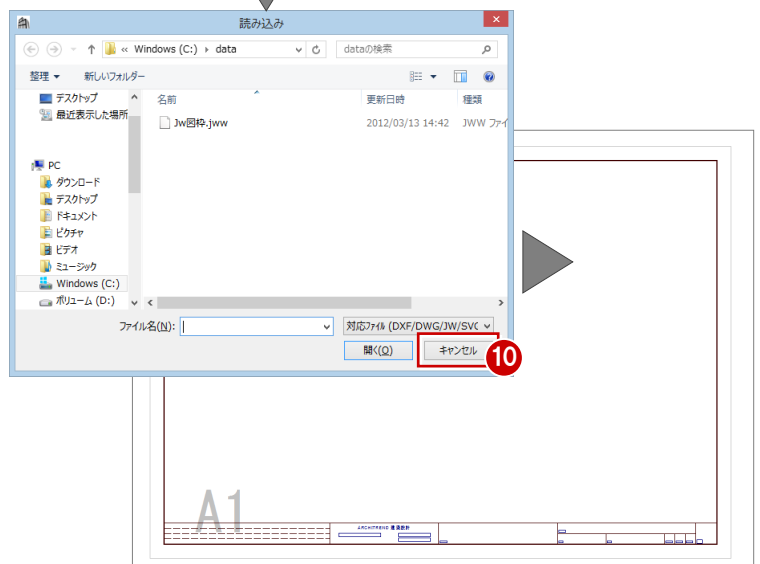 読み込み
« Windows (C:) › data
dataの検索
整理 新しいフォルダー
デスクトップ
最近表示した場所
PC
ダウンロード
デスクトップ
ドキュメント
ピクチャ
ビデオ
ミュージック
Windows (C:)
ボリューム (D:)
名前 更新日時 種類
Jw図枠.jww 2012/03/13 14:42 JWW ファイ
ファイル名(N):
対応ファイル (DXF/DWG/JW/SVC
開く(O) キャンセル
10
A1
ARCHITREND 建築設計